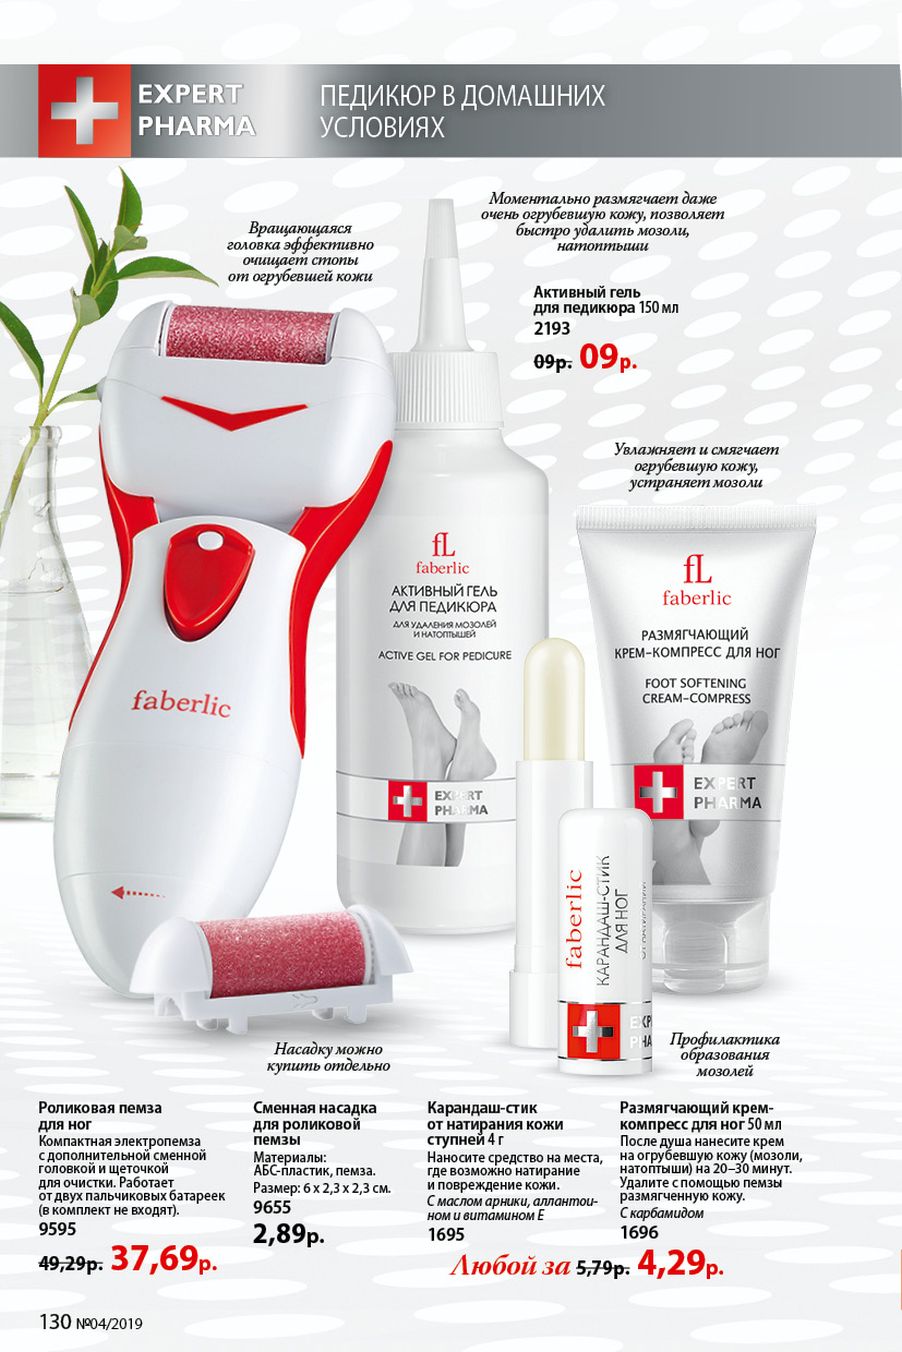 EXPERT
PHARMA
ПЕДИКЮР В ДОМАШНИХ
УСЛОВИЯХ
Вращающаяся
головка эффективно
очищает стопы
от огрубевшей кожи
Моментально размягчает даже
очень огрубевшую кожу, позволяет
быстро удалить мозоли,
натоптыши
Активный гель
для педикюра 150 мл
2193
09р. 09р.
Увлажняет и смягчает
огрубевшую кожу,
устраняет мозоли
faberlic
fL
faberlic
АКТИВНЫЙ ГЕЛЬ
ДЛЯ ПЕДИКЮРА
ДЛЯ УДАЛЕНИЯ МОЗОЛЕЙ
И НАТОПТЫШЕЙ
ACTIVE GEL FOR PEDICURE
EXPERT
PHARMA
fL
faberlic
РАЗМЯГЧАЮЩИЙ
КРЕМ-КОМПРЕСС ДЛЯ НОГ
FOOT SOFTENING
CREAM-COMPRESS
EXPERT
PHARMA
faberlic
КАРАНДАШ-СТИК
ДЛЯ НОГ
Насадку можно
купить отдельно
Профилактика
образования
мозолей
Роликовая пемза
для ног
Компактная электропемза
с дополнительной сменной
головкой и щеточкой
для очистки. Работает
от двух пальчиковых батареек
(в комплект не входят).
9595
49,29р. 37,69р.
Сменная насадка
для роликовой
пемзы
Материалы:
АБС-пластик, пемза.
Размер: 6 х 2,3 х 2,3 см.
9655
2,89р.
Карандаш-стик
от натирания кожи
ступней 4 г
Наносите средство на места,
где возможно натирание
и повреждение кожи.
С маслом арники, аллантои-
ном и витамином Е
1695
Размягчающий крем-
компресс для ног 50 мл
После душа нанесите крем
на огрубевшую кожу (мозоли,
натоптыши) на 20–30 минут.
Удалите с помощью пемзы
размягченную кожу.
С карбамидом
1696
Любой за 5,79р. 4,29р.
130 №04/2019